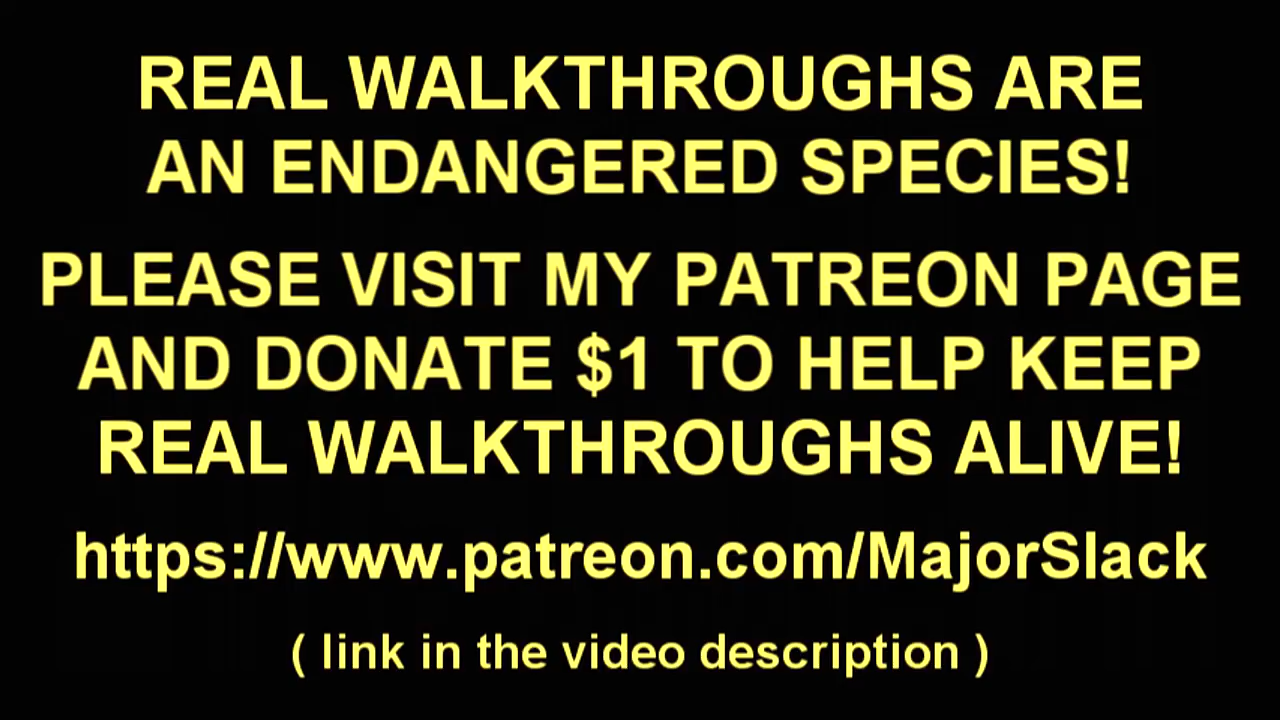 REAL WALKTHROUGHS ARE
AN ENDANGERED SPECIES!
PLEASE VISIT MY PATREON PAGE
AND DONATE $1 TO HELP KEEP
REAL WALKTHROUGHS ALIVE!
https://www.patreon.com/MajorSlack
( link in the video description )